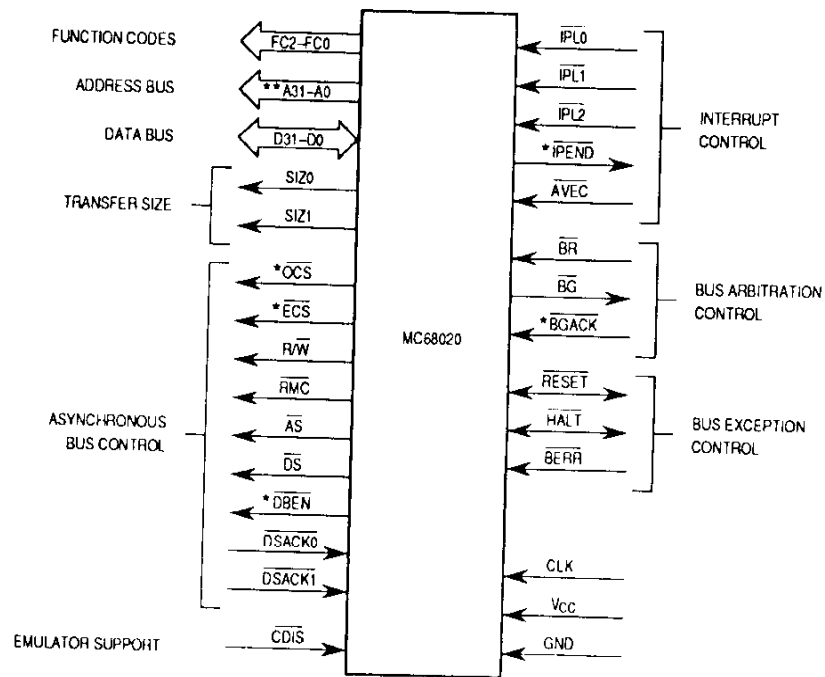 FUNCTION CODES
FC2–FC0
ADDRESS BUS
**A31–A0
DATA BUS
D31–D0
TRANSFER SIZE
SIZ0
SIZ1
ASYNCHRONOUS
BUS CONTROL
*OCS
*ECS
R/W
RMC
AS
DS
*DBEN
DSACK0
DSACK1
EMULATOR SUPPORT
CDIS
MC68020
IPL0
IPL1
IPL2
*IPEND
AVEC
INTERRUPT
CONTROL
BR
BG
*BGACK
BUS ARBITRATION
CONTROL
RESET
HALT
BERR
BUS EXCEPTION
CONTROL
CLK
VCC
GND